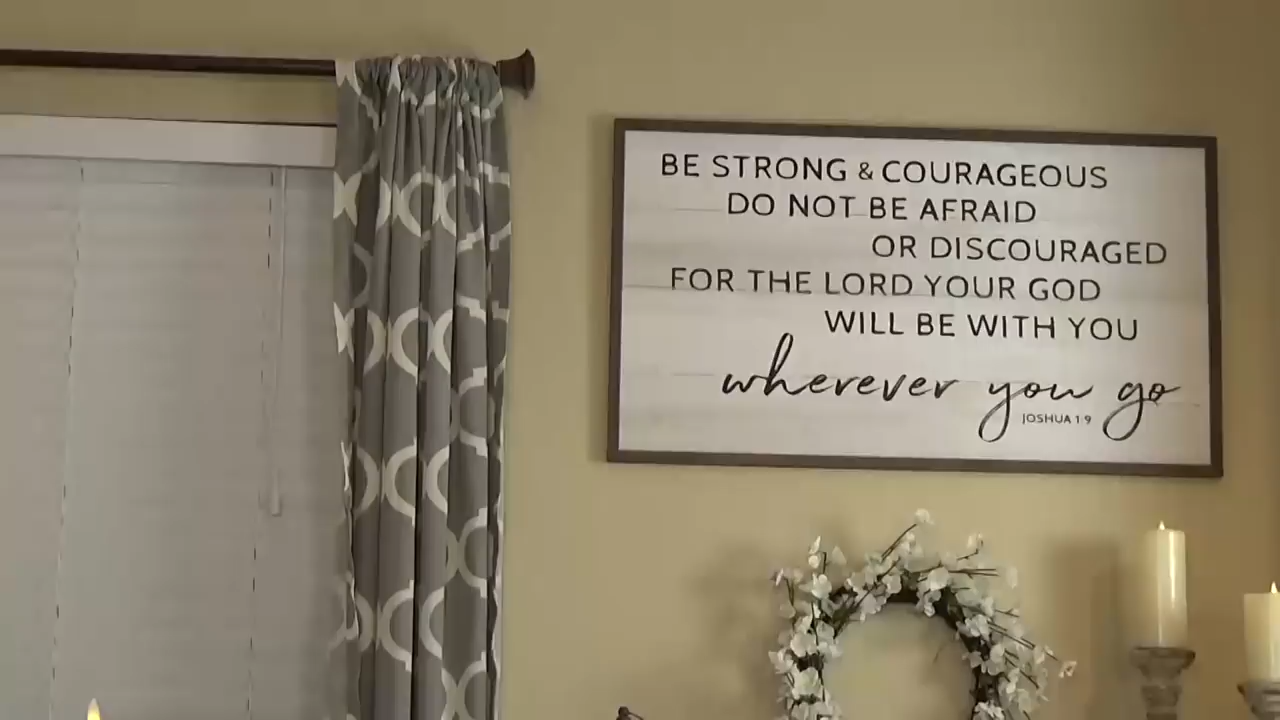 BE STRONG & COURAGEOUS
DO NOT BE AFRAID
OR DISCOURAGED
FOR THE LORD YOUR GOD
WILL BE WITH YOU
wherever you go
JOSHUA 1:9